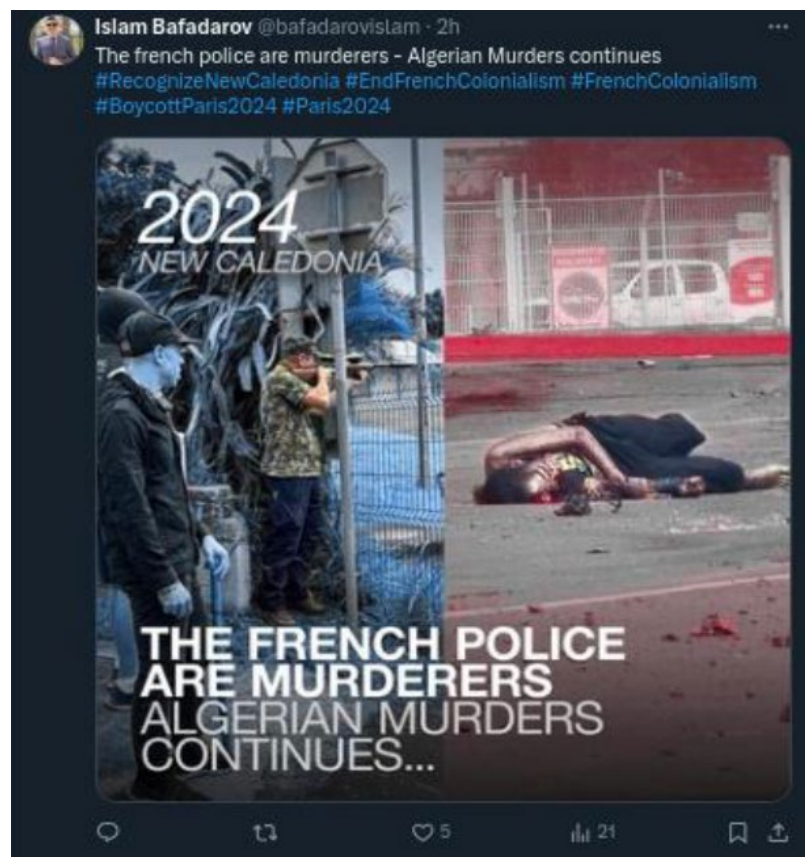 Islam Bafadarov @bafadarovislam · 2h
The french police are murderers - Algerian Murders continues
#RecognizeNewCaledonia #EndFrenchColonialism #FrenchColonialism
#BoycottParis2024 #Paris2024
2024
NEW CALEDONIA
THE FRENCH POLICE
ARE MURDERERS
ALGERIAN MURDERS
CONTINUES...
5 21